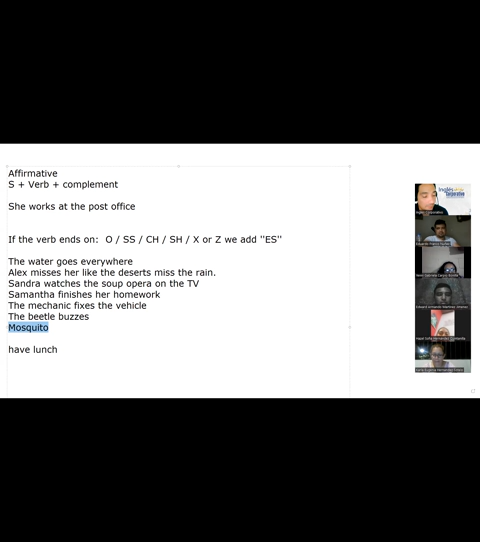 Affirmative
S + Verb + complement
She works at the post office
If the verb ends on:  O / SS / CH / SH / X or Z we add "ES"
The water goes everywhere
Alex misses her like the deserts miss the rain.
Sandra watches the soup opera on the TV
Samantha finishes her homework
The mechanic fixes the vehicle
The beetle buzzes
Mosquito
have lunch
Inglés
Corporativo